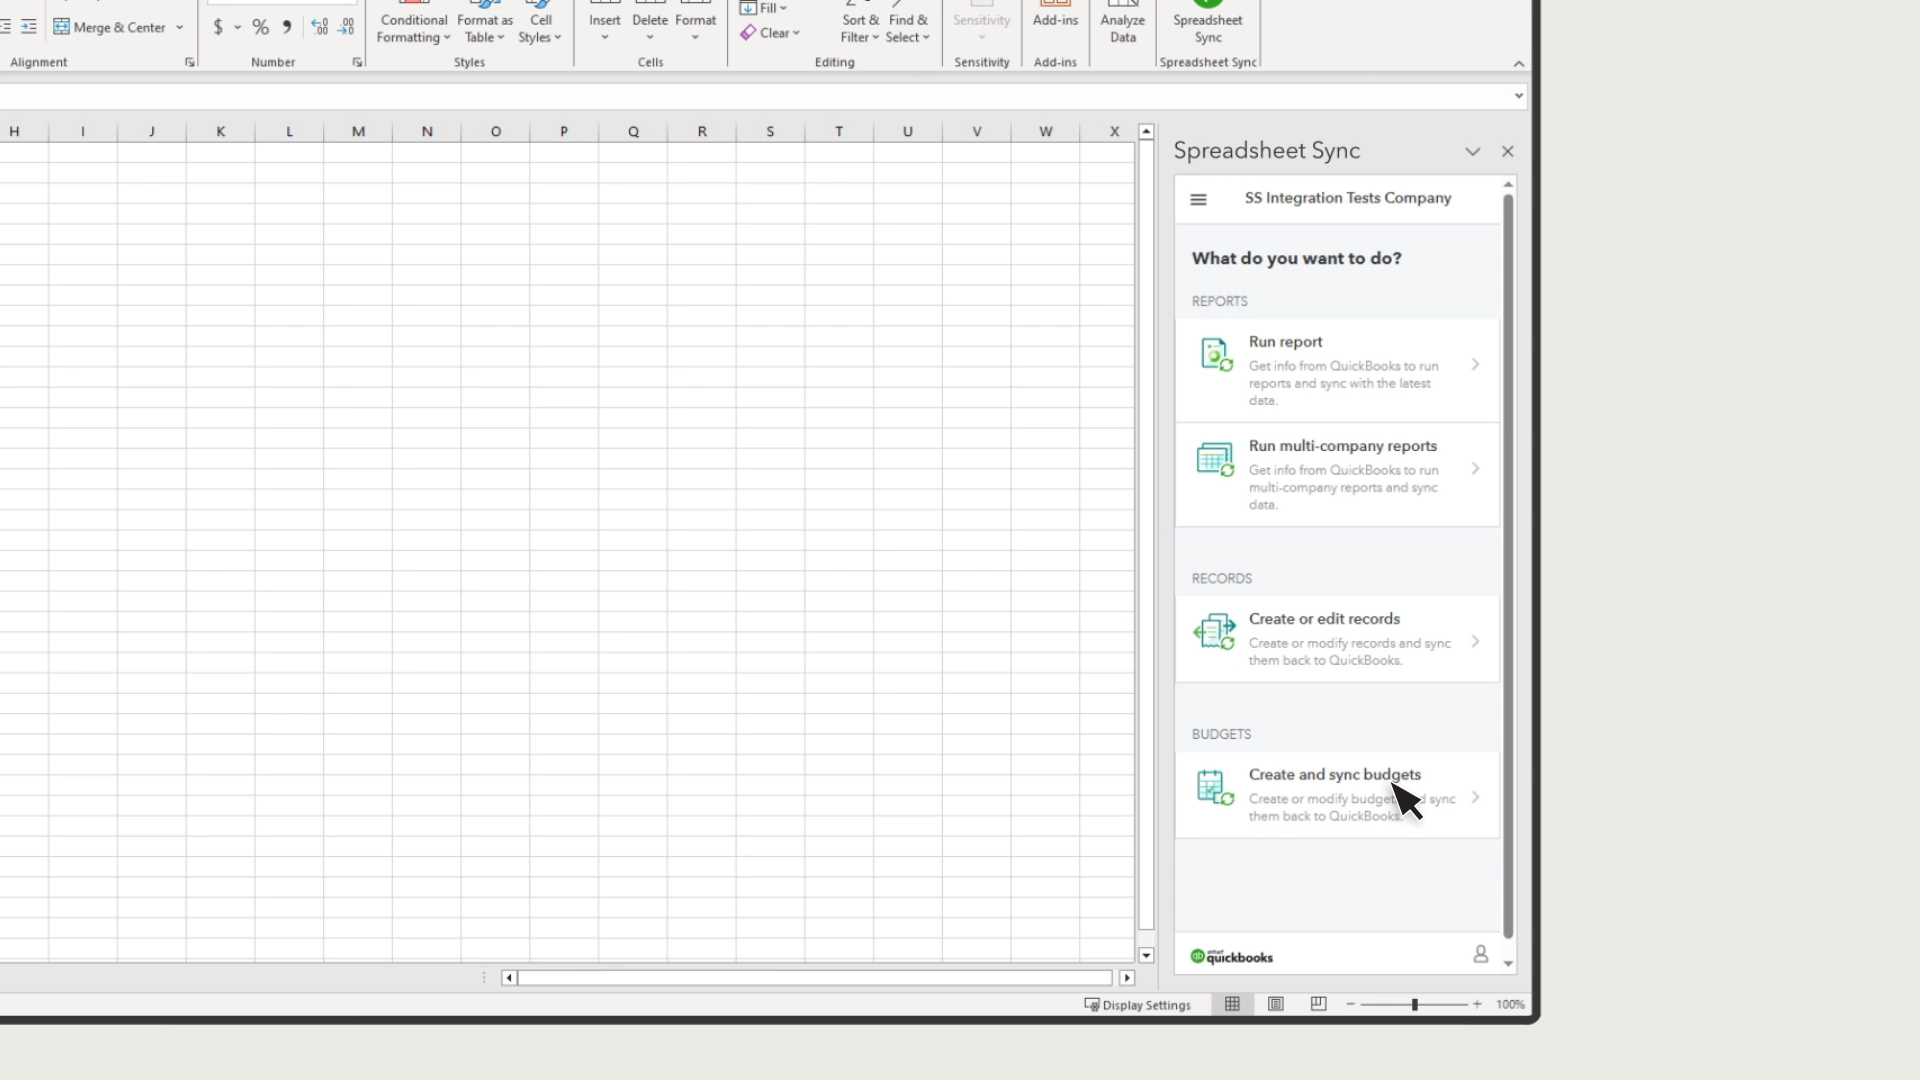 Merge & Center
$ % ,
Alignment
Number
Conditional Formatting
Format as Table
Cell Styles
Styles
Insert
Delete
Format
Cells
Fill
Clear
Sort & Filter
Find & Select
Editing
Sensitivity
Sensitivity
Add-ins
Add-ins
Analyze Data
Spreadsheet Sync
Spreadsheet Sync
H I J K L M N O P Q R S T U V W X
Spreadsheet Sync
SS Integration Tests Company
What do you want to do?
REPORTS
Run report
Get info from QuickBooks to run
reports and sync with the latest
data.
Run multi-company reports
Get info from QuickBooks to run
multi-company reports and sync
data.
RECORDS
Create or edit records
Create or modify records and sync
them back to QuickBooks.
BUDGETS
Create and sync budgets
Create or modify budget sync
them back to QuickBooks
intuit
quickbooks
Display Settings
100%